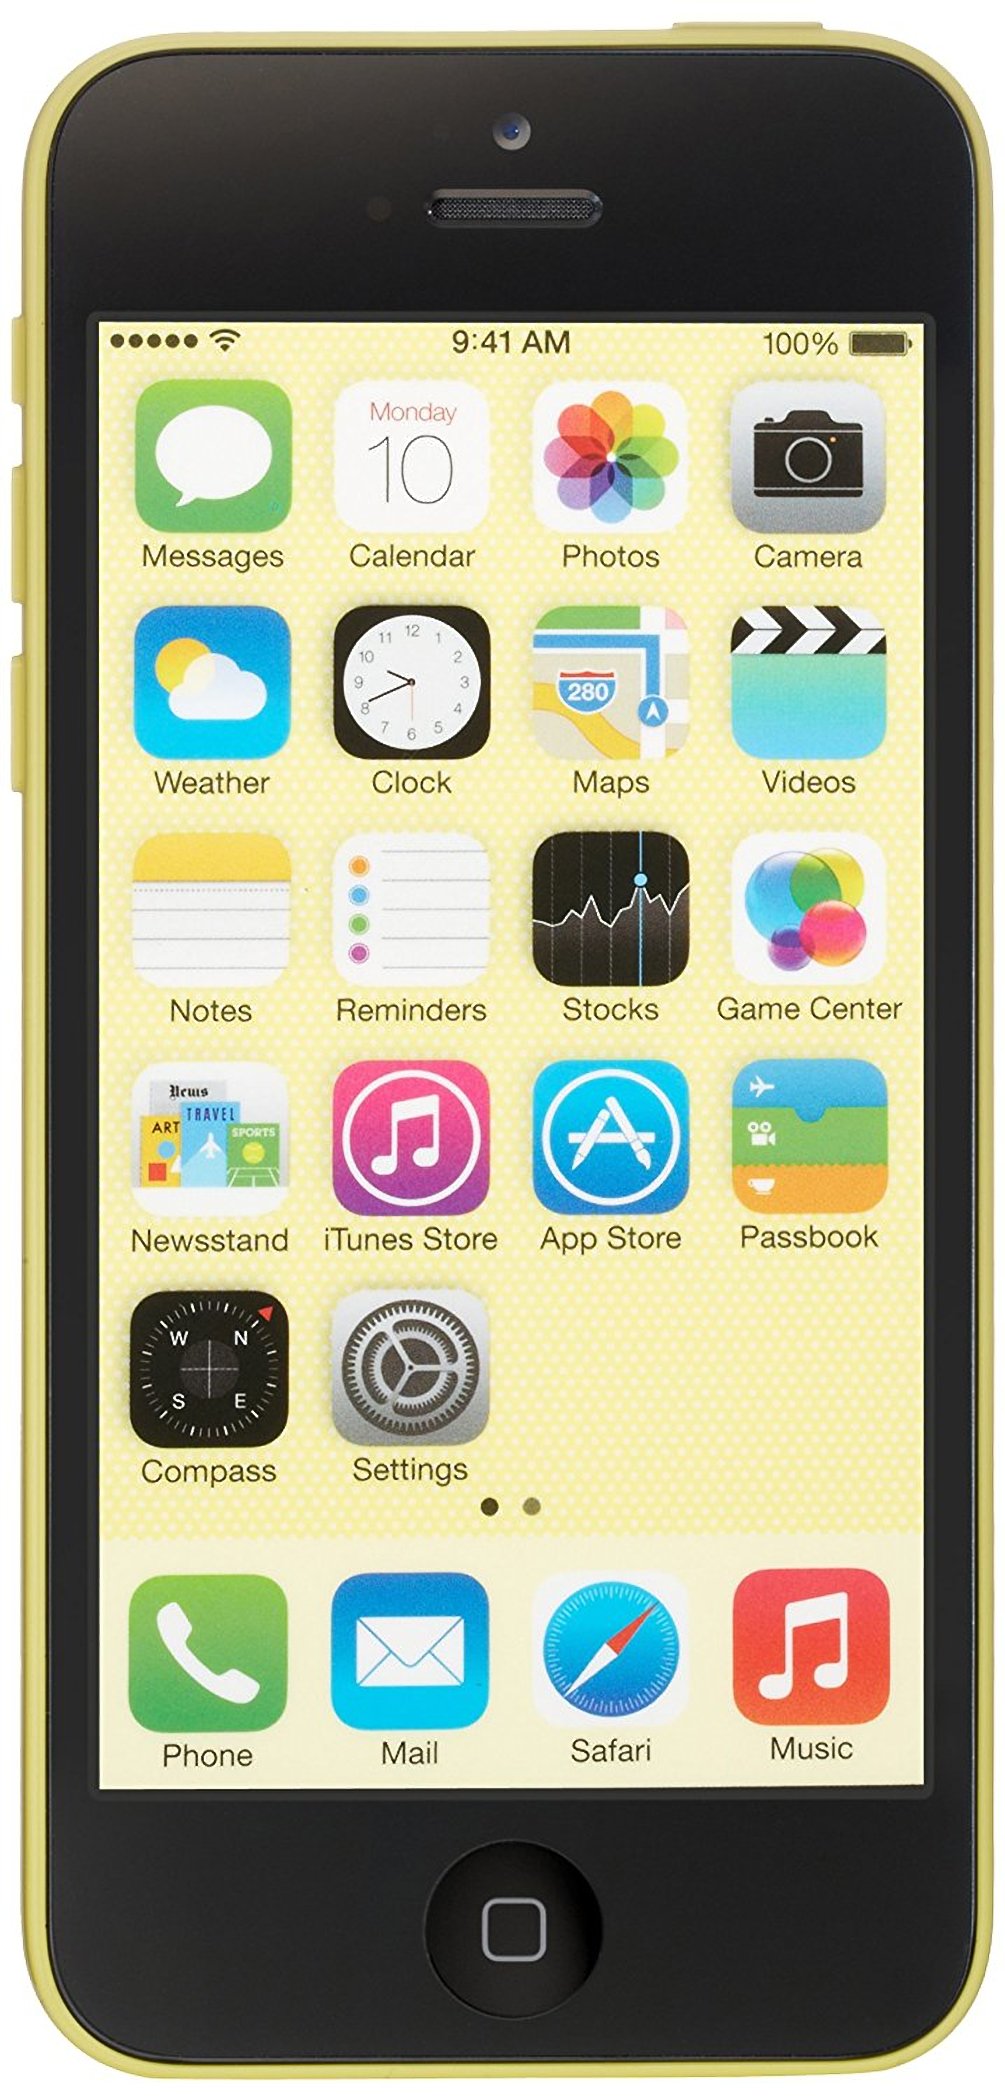 9:41 AM 100%
Monday
10
Messages Calendar Photos Camera
12
11 1
10 2
9 3
8 4
7 5
6
280
Weather Clock Maps Videos
Notes Reminders Stocks Game Center
News
TRAVEL
ART
SPORTS
Newsstand iTunes Store App Store Passbook
W N
S E
Compass Settings
Phone Mail Safari Music